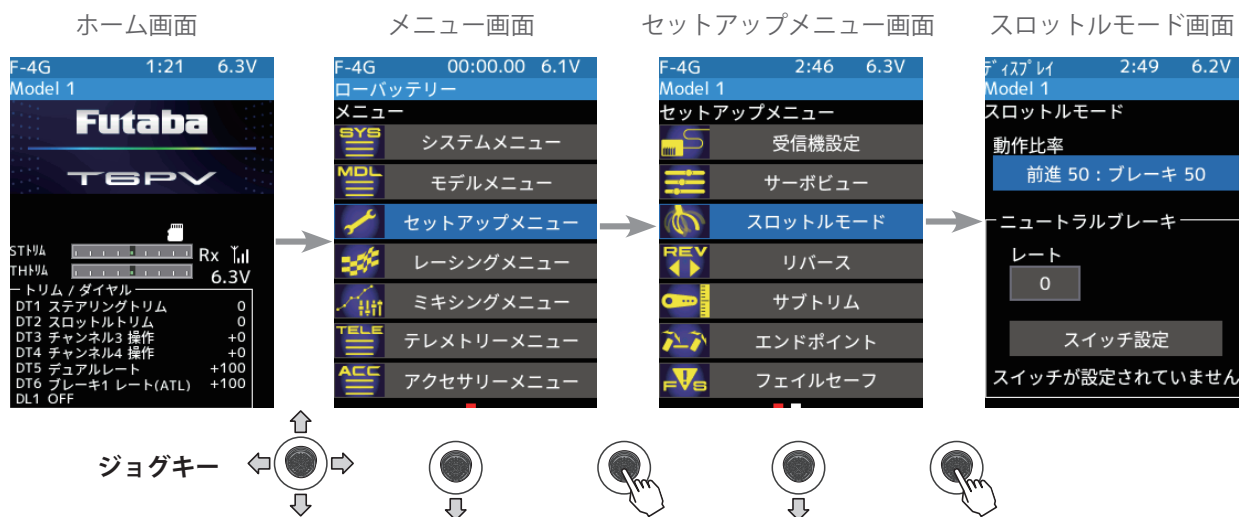 ホーム画面
メニュー画面
セットアップメニュー画面
スロットルモード画面
F-4G 1:21 6.3V
Model 1
Futaba
T6PV
STトリム
Rx
THトリム
6.3V
トリム / ダイヤル
DT1 ステアリングトリム 0
DT2 スロットルトリム 0
DT3 チャンネル3 操作 +0
DT4 チャンネル4 操作 +0
DT5 デュアルレート +100
DT6 ブレーキ1 レート(ATL) +100
DL1 OFF
F-4G 00:00.00 6.1V
ローバッテリー
メニュー
SYS システムメニュー
MDL モデルメニュー
セットアップメニュー
レーシングメニュー
ミキシングメニュー
TELE テレメトリーメニュー
ACC アクセサリーメニュー
F-4G 2:46 6.3V
Model 1
セットアップメニュー
受信機設定
サーボビュー
スロットルモード
REV リバース
サブトリム
エンドポイント
F/S フェイルセーフ
ディスプレイ 2:49 6.2V
Model 1
スロットルモード
動作比率
前進 50 : ブレーキ 50
ニュートラルブレーキ
レート
0
スイッチ設定
スイッチが設定されていません
ジョグキー